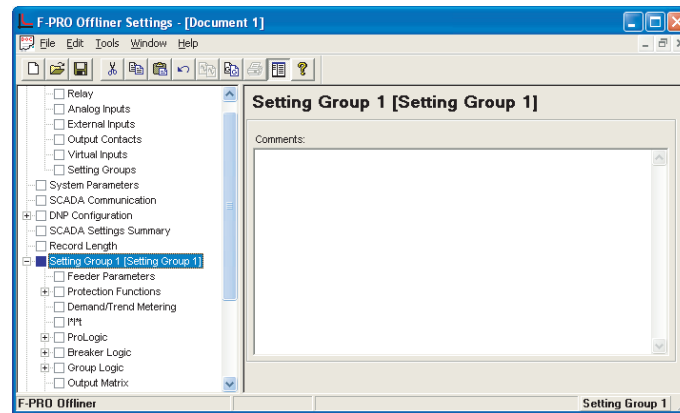 F-PRO Offliner Settings - [Document 1]
File Edit Tools Window Help
Relay
Analog Inputs
External Inputs
Output Contacts
Virtual Inputs
Setting Groups
System Parameters
SCADA Communication
DNP Configuration
SCADA Settings Summary
Record Length
Setting Group 1 [Setting Group 1]
Feeder Parameters
Protection Functions
Demand/Trend Metering
I*I*t
ProLogic
Breaker Logic
Group Logic
Output Matrix
Setting Group 1 [Setting Group 1]
Comments:
F-PRO Offliner
Setting Group 1